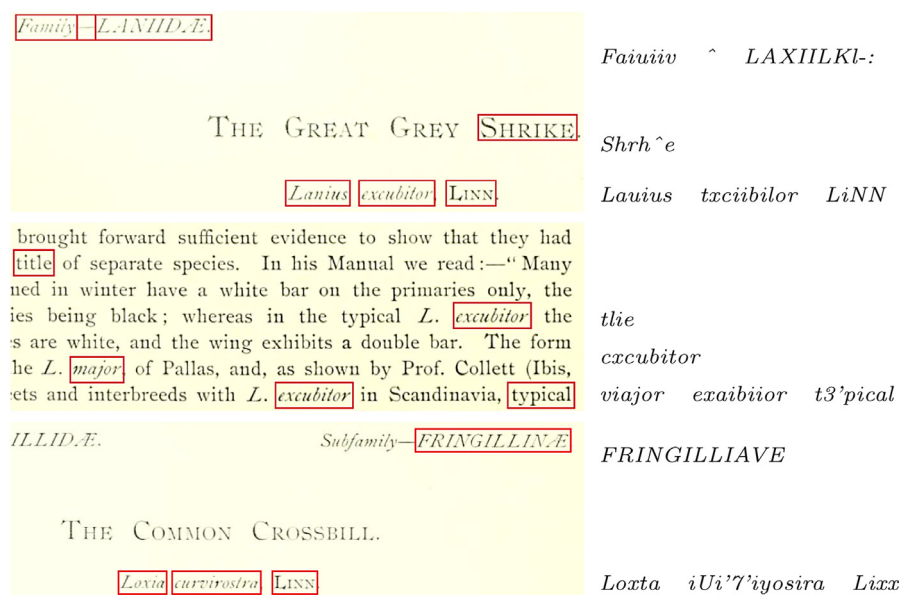 Family—LANIIDÆ.
Faiuiiv ˆ LAXIILKl-:
THE GREAT GREY SHRIKE.
Shrhˆe
Lanius excubitor, LINN.
Lauius txciibilor LiNN
brought forward sufficient evidence to show that they had
title of separate species. In his Manual we read:—“Many
ned in winter have a white bar on the primaries only, the
ies being black; whereas in the typical L. excubitor the
tlie
s are white, and the wing exhibits a double bar. The form
cxcubitor
he L. major, of Pallas, and, as shown by Prof. Collett (Ibis,
ets and interbreeds with L. excubitor in Scandinavia, typical
viajor exaibiior t3’pical
ILLIDÆ. Subfamily—FRINGILLINÆ
FRINGILLIAVE
THE COMMON CROSSBILL.
Loxia curvirostra, LINN.
Loxta iUi’7’iyosira Lixx